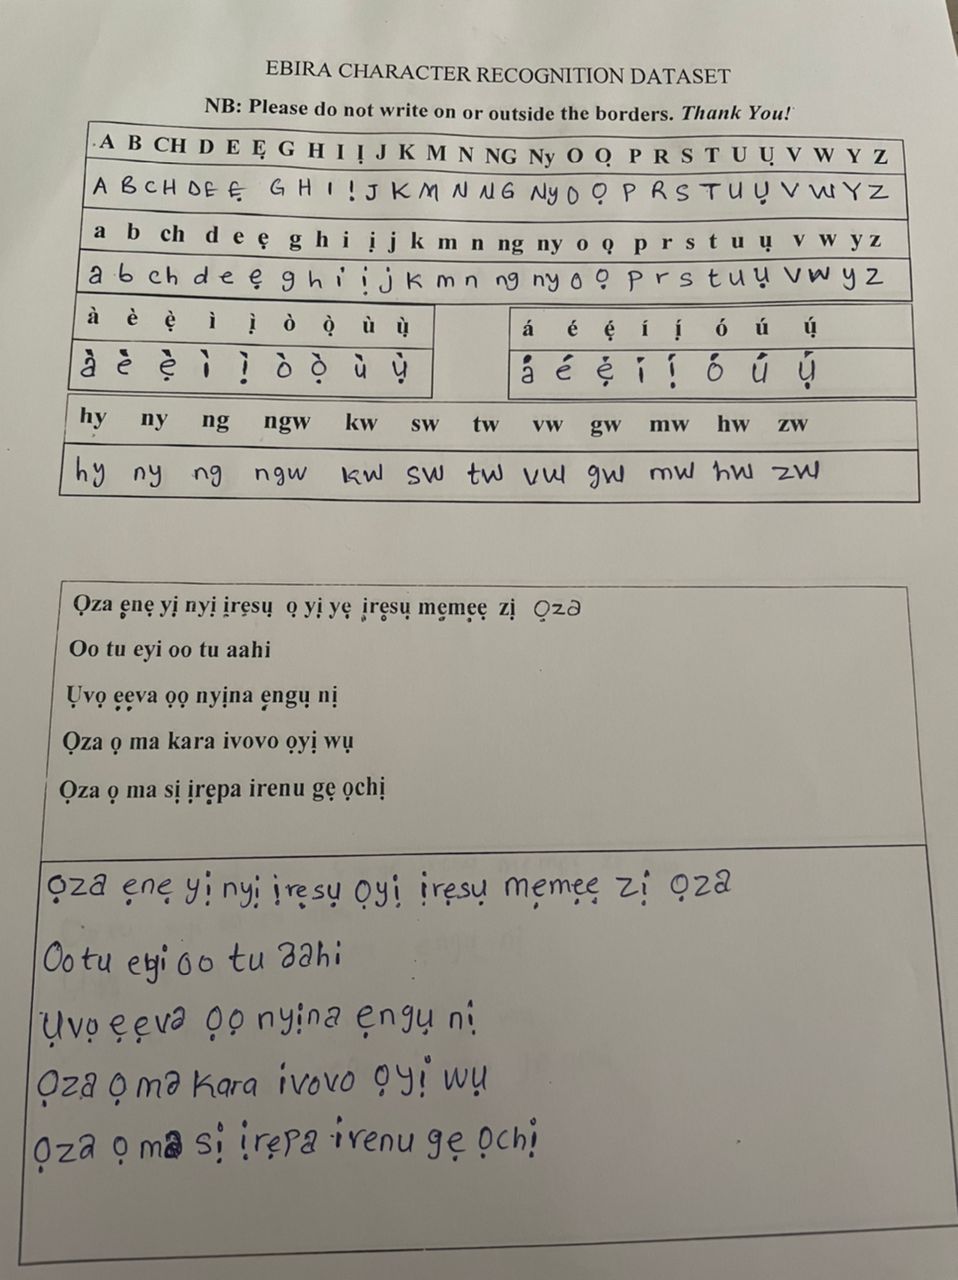 EBIRA CHARACTER RECOGNITION DATASET
NB: Please do not write on or outside the borders. Thank You!
A B CH D E Ẹ G H I Ị J K M N NG Ny O Ọ P R S T U Ụ V W Y Z
A B CH D E Ẹ G H I Ị J K M N NG Ny O Ọ P R S T U Ụ V W Y Z
a b ch d e ẹ g h i ị j k m n ng ny o ọ p r s t u ụ v w y z
a b ch d e ẹ g h i ị j k m n ng ny o ọ p r s t u ụ v w y z
à è ẹ̀ ì ị̀ ò ọ̀ ù ụ̀ á é ẹ́ í ị́ ó ú ụ́
à è ẹ̀ ì ị̀ ò ọ̀ ù ụ̀ á é ẹ́ í ị́ ó ú ụ́
hy ny ng ngw kw sw tw vw gw mw hw zw
hy ny ng ngw kw sw tw vw gw mw hw zw
Ọza ẹnẹ yị nyị ịrẹsụ ọ yị yẹ ịrẹsụ mẹmẹẹ zị Ọza
Oo tu eyi oo tu aahi
Ụvọ ẹẹva ọọ nyịna ẹngụ nị
Ọza ọ ma kara ivovo ọyị wụ
Ọza ọ ma sị ịrẹpa irenu gẹ ọchị
Ọza ẹnẹ yị nyị ịrẹsụ ọyị ịrẹsụ mẹmẹẹ zị Ọza
Oo tu eyi oo tu aahi
Ụvọ ẹẹva ọọ nyịna ẹngụ nị
Ọza ọ ma kara ivovo ọyị wụ
Ọza ọ ma sị ịrẹpa irenu gẹ ọchị